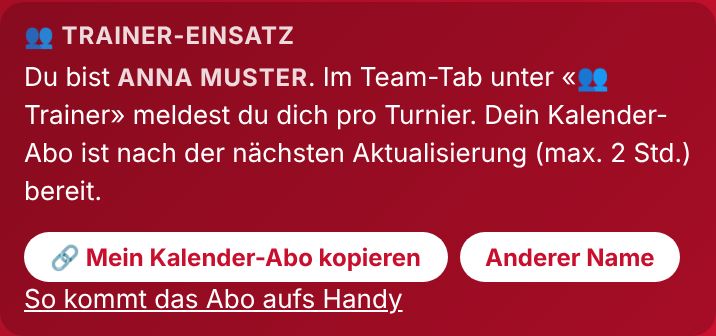 👥 TRAINER-EINSATZ
Du bist ANNA MUSTER. Im Team-Tab unter «👥
Trainer» meldest du dich pro Turnier. Dein Kalender-
Abo ist nach der nächsten Aktualisierung (max. 2 Std.)
bereit.
🔗 Mein Kalender-Abo kopieren
Anderer Name
So kommt das Abo aufs Handy